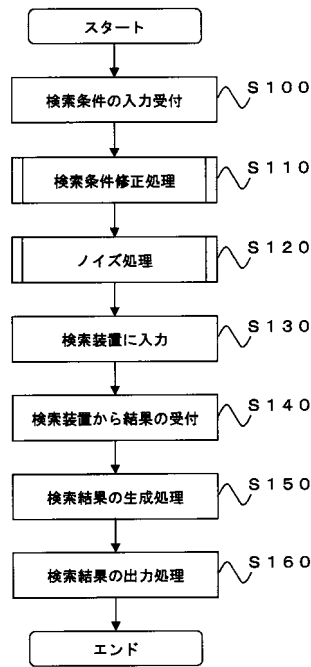 スタート
検索条件の入力受付
S100
検索条件修正処理
S110
ノイズ処理
S120
検索装置に入力
S130
検索装置から結果の受付
S140
検索結果の生成処理
S150
検索結果の出力処理
S160
エンド